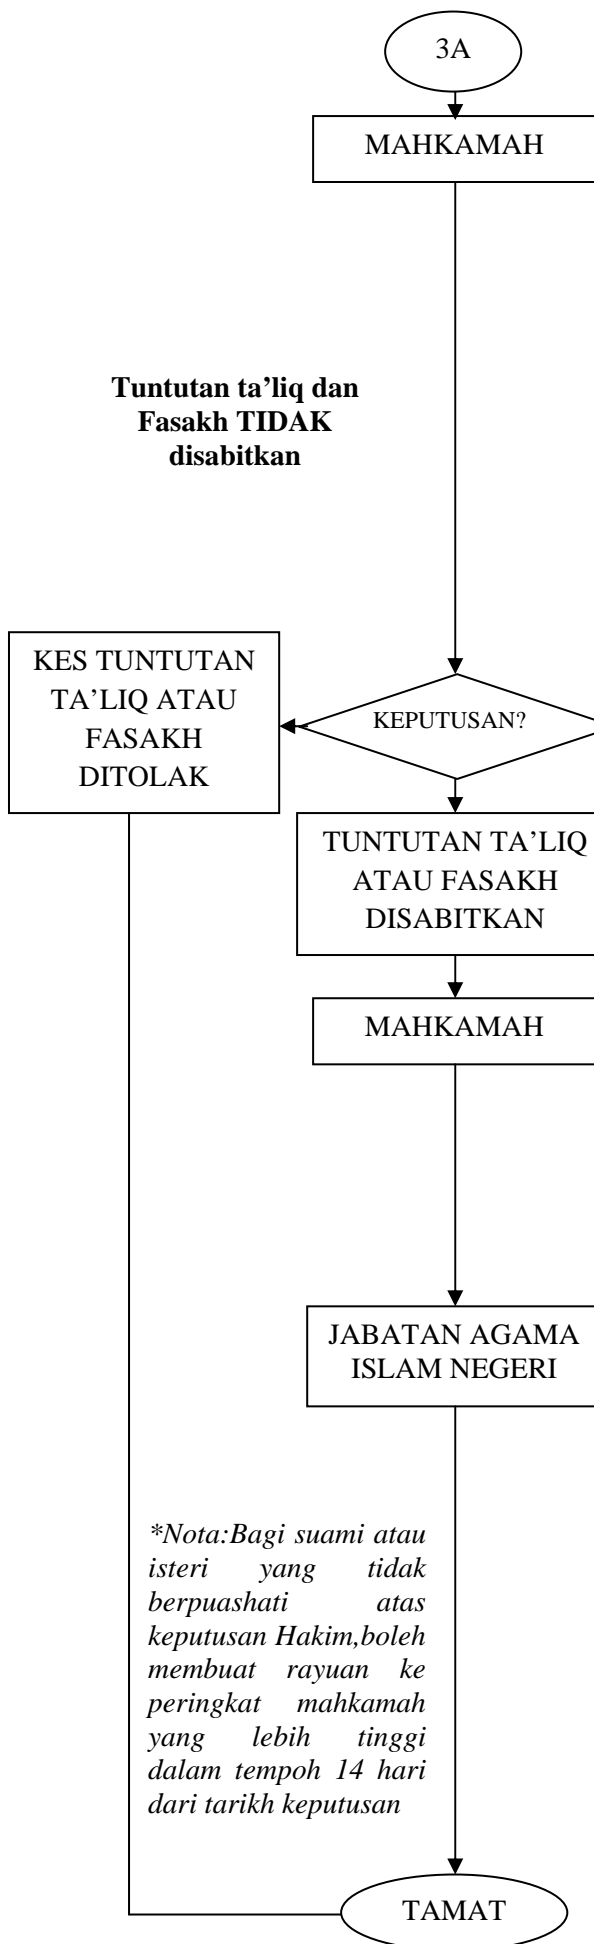 3A
MAHKAMAH
Tuntutan ta’liq dan
Fasakh TIDAK
disabitkan
KES TUNTUTAN
TA’LIQ ATAU
FASAKH
DITOLAK
KEPUTUSAN?
TUNTUTAN TA’LIQ
ATAU FASAKH
DISABITKAN
MAHKAMAH
JABATAN AGAMA
ISLAM NEGERI
*Nota:Bagi suami atau
isteri yang tidak
berpuashati atas
keputusan Hakim,boleh
membuat rayuan ke
peringkat mahkamah
yang lebih tinggi
dalam tempoh 14 hari
dari tarikh keputusan
TAMAT